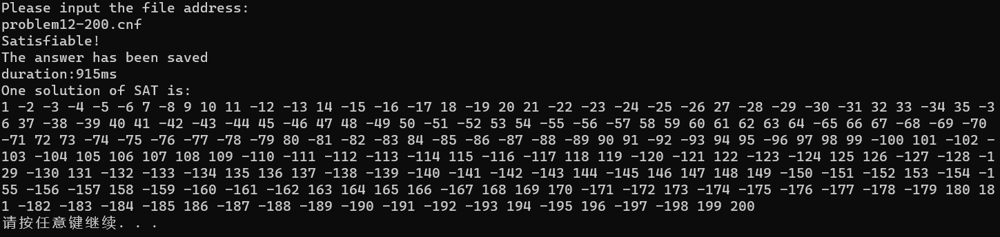 Please input the file address:
problem12-200.cnf
Satisfiable!
The answer has been saved
duration:915ms
One solution of SAT is:
1 -2 -3 -4 -5 -6 7 -8 9 10 11 -12 -13 14 -15 -16 -17 18 -19 20 21 -22 -23 -24 -25 -26 27 -28 -29 -30 -31 32 33 -34 35 -3
6 37 -38 -39 40 41 -42 -43 -44 45 -46 47 48 -49 50 -51 -52 53 54 -55 -56 -57 58 59 60 61 62 63 64 -65 66 67 -68 -69 -70
-71 72 73 -74 -75 -76 -77 -78 -79 80 -81 -82 -83 84 -85 -86 -87 -88 -89 90 91 -92 -93 94 95 -96 97 98 99 -100 101 -102 -
103 -104 105 106 107 108 109 -110 -111 -112 -113 -114 115 -116 -117 118 119 -120 -121 122 -123 -124 125 126 -127 -128 -1
29 -130 131 -132 -133 -134 135 136 137 -138 -139 -140 -141 -142 -143 144 -145 146 147 148 149 -150 -151 -152 153 -154 -1
55 -156 -157 158 -159 -160 -161 -162 163 164 165 166 -167 168 169 170 -171 -172 173 -174 -175 -176 -177 -178 -179 180 18
1 -182 -183 -184 -185 186 -187 -188 -189 -190 -191 -192 -193 194 -195 196 -197 -198 199 200
请按任意键继续. . .